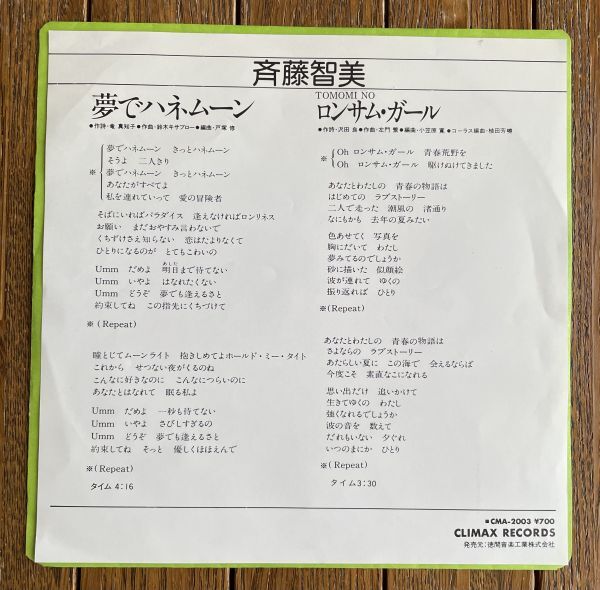 斉藤智美
夢でハネムーン
●作詩・竜 真知子●作曲・鈴木キサブロー●編曲・戸塚 修
※ 夢でハネムーン きっとハネムーン
そうよ 二人きり
※ 夢でハネムーン きっとハネムーン
あなたがすべてよ
私を連れていって 愛の冒険者
そばにいればパラダイス 逢えなければロンリネス
お願い まだおやすみ言わないで
くちずけさえ知らない 恋はたよりなくて
ひとりになるのが とてもこわいの
Umm だめよ 明日まで待てない
あした
Umm いやよ はなれたくない
Umm どうぞ 夢でも逢えるさと
約束してね この指先にくちづけて
※(Repeat)
瞳とじてムーンライト 抱きしめてよホールド・ミー・タイト
これから せつない夜がくるのね
こんなに好きなのに こんなにつらいのに
あなたとはなれて 眠る私よ
Umm だめよ 一秒も待てない
Umm いやよ さびしすぎるの
Umm どうぞ 夢でも逢えるさと
約束してね そっと 優しくほほえんで
※(Repeat)
タイム 4:16
TOMOMI NO
ロンサム・ガール
●作詩・沢田 良●作曲・左門 繁●編曲・小笠原 寛●コーラス編曲・植田芳暁
※ Oh ロンサム・ガール 青春荒野を
Oh ロンサム・ガール 駆けぬけてきました
あなたとわたしの 青春の物語は
はじめての ラブストーリー
二人で走った 潮風の 渚通り
なにもかも 去年の夏みたい
色あせてく 写真を
胸にだいて わたし
夢みてるのでしょうか
砂に描いた 似顔絵
波が連れて ゆくの
振り返れば ひとり
※(Repeat)
あなたとわたしの 青春の物語は
さよならの ラブストーリー
あたらしい夏に この海で 会えるならば
今度こそ 素直なこになれる
思い出だけ 追いかけて
生きてゆくの わたし
強くなれるでしょうか
波の音を 数えて
だれもいない 夕ぐれ
いつのまにか ひとり
※(Repeat)
タイム3:30
■CMA-2003 ¥700
CLIMAX RECORDS
発売元:徳間音楽工業株式会社